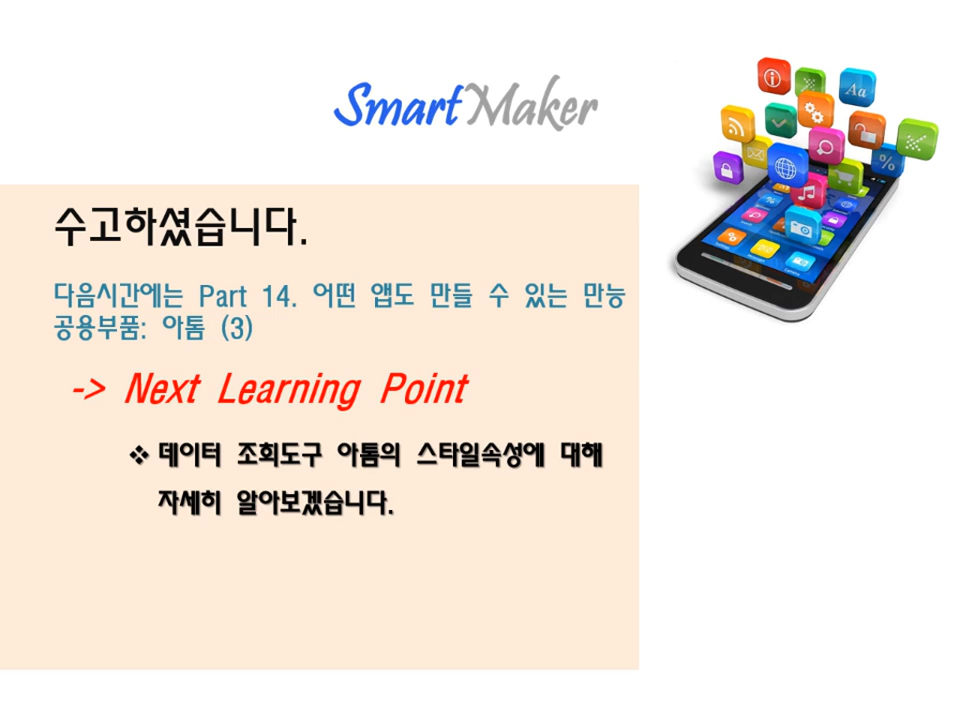 SmartMaker
Aa
%
수고하셨습니다.
다음시간에는 Part 14. 어떤 앱도 만들 수 있는 만능
공용부품: 아톰 (3)
-> Next Learning Point
❖ 데이터 조회도구 아톰의 스타일속성에 대해
자세히 알아보겠습니다.